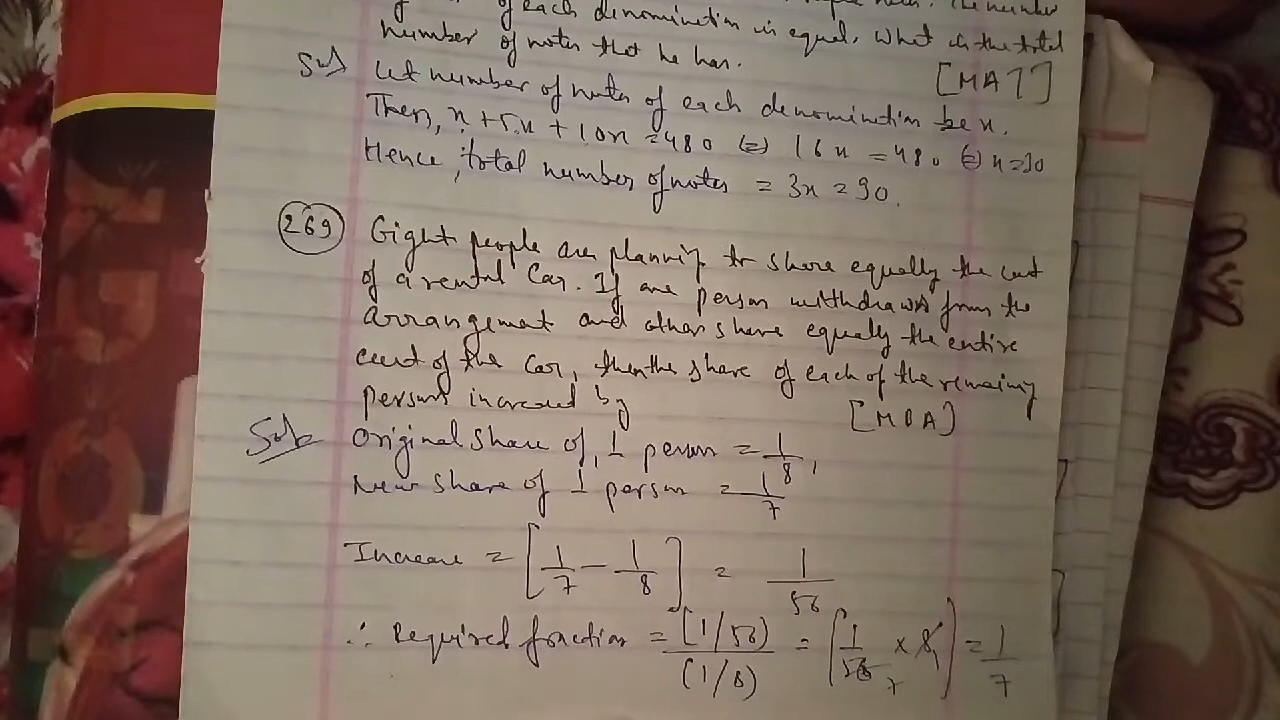 of each denomination is equal. What is the total
number of notes that he has.
[MAT]
Sol) Let number of notes of each denomination be x.
Then, x + 5x + 10x = 480 (=) 16x = 480 (=) x = 30
Hence, total number of notes = 3x = 90.
(269) Eight people are planning to share equally the cost
of a rental Car. If one person withdraws from the
arrangement and others share equally the entire
cost of the Car, then the share of each of the remaining
persons increased by
[MBA]
Sol:- Original share of 1 person = 1/8,
New share of 1 person = 1/7
Increase = [1/7 - 1/8] = 1/56
∴ Required fraction = (1/56)/(1/8) = (1/56 7 × 8 1) = 1/7